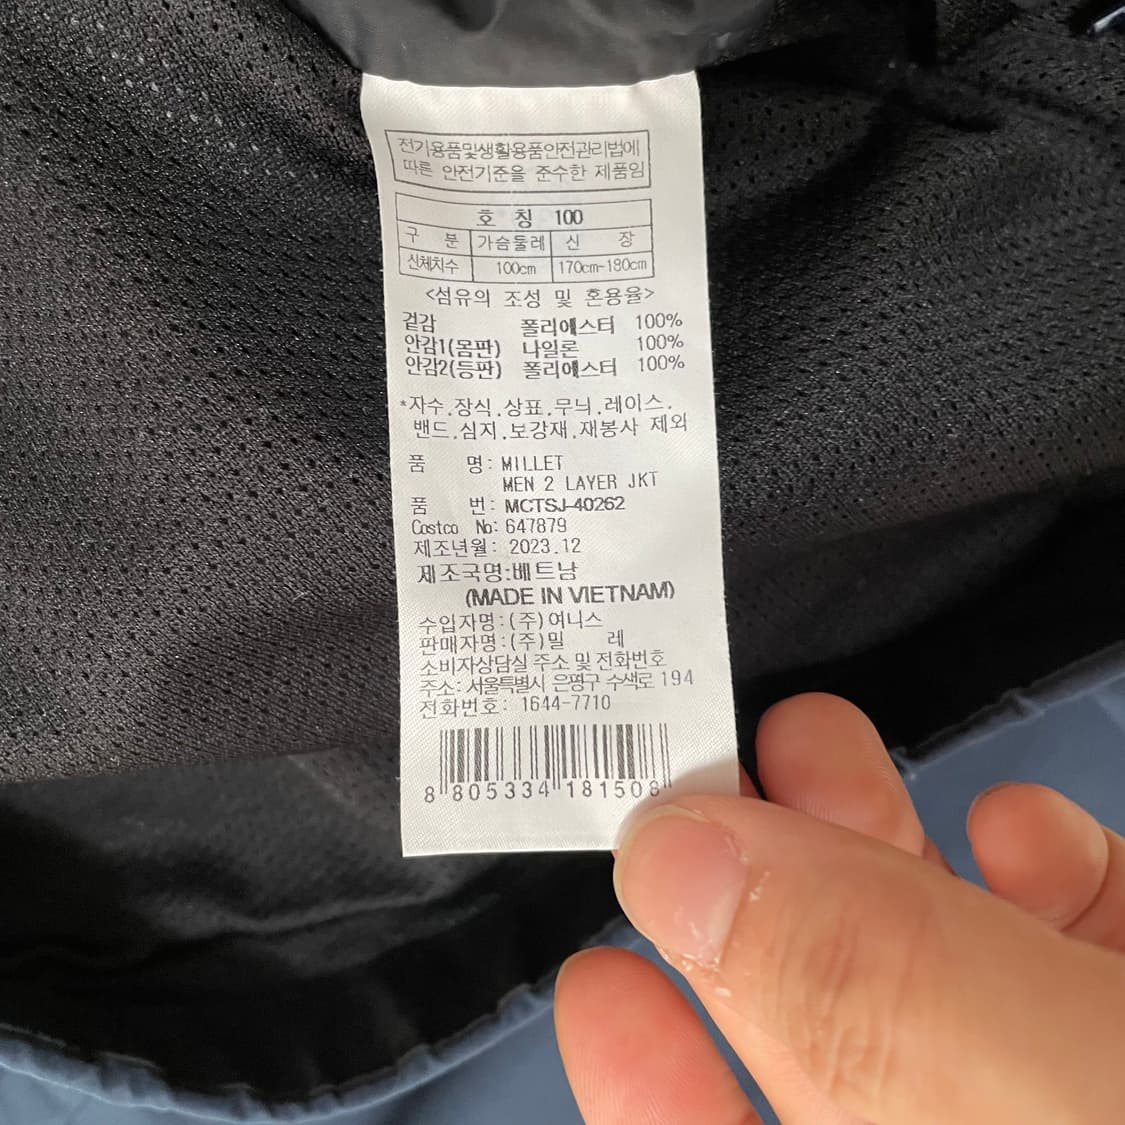 전기용품및생활용품안전관리법에
따른 안전기준을 준수한 제품임
호 칭 100
구 분 가슴둘레 신 장
신체치수 100cm 170cm-180cm
<섬유의 조성 및 혼용율>
겉감 폴리에스터 100%
안감1(몸판) 나일론 100%
안감2(등판) 폴리에스터 100%
*자수.장식.상표.무늬.레이스.
밴드.심지.보강재.재봉사 제외
품 명: MILLET
MEN 2 LAYER JKT
품 번: MCTSJ-40262
Costco No: 647879
제조년월: 2023.12
제조국명:베트남
(MADE IN VIETNAM)
수입자명:(주)여니스
판매자명:(주)밀 레
소비자상담실 주소 및 전화번호
주소: 서울특별시 은평구 수색로 194
전화번호: 1644-7710
8 805334 181508